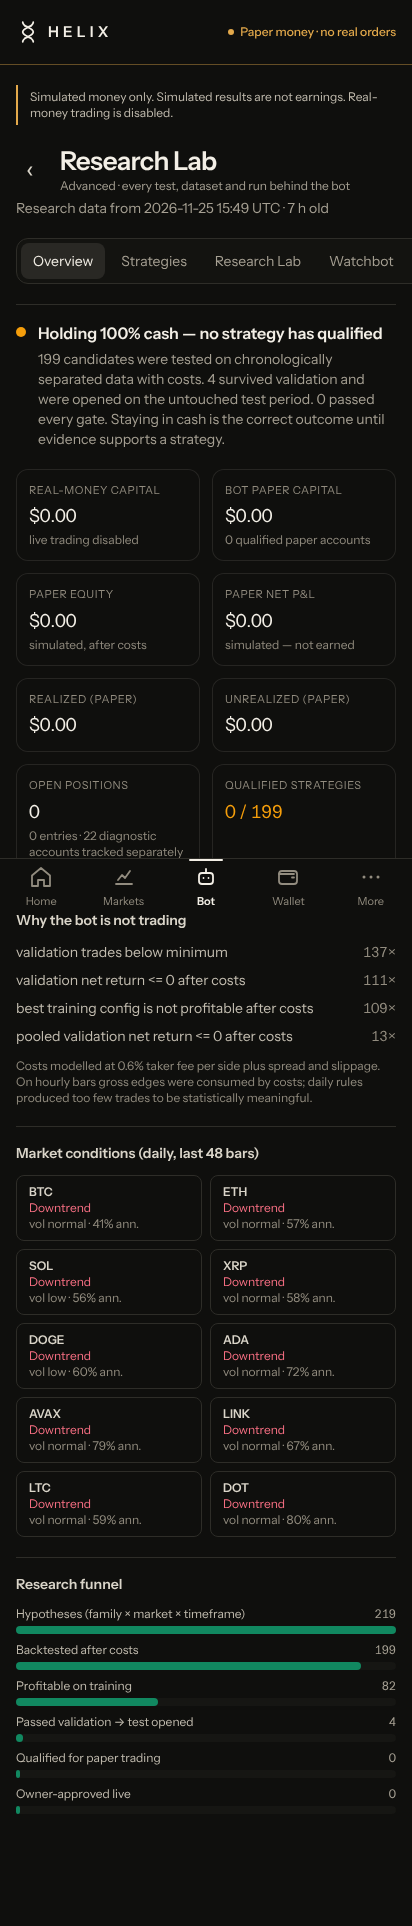 HELIX
Paper money · no real orders
Simulated money only. Simulated results are not earnings. Real-
money trading is disabled.
Research Lab
Advanced · every test, dataset and run behind the bot
Research data from 2026-11-25 15:49 UTC · 7 h old
Overview
Strategies
Research Lab
Watchbot
Holding 100% cash — no strategy has qualified
199 candidates were tested on chronologically
separated data with costs. 4 survived validation and
were opened on the untouched test period. 0 passed
every gate. Staying in cash is the correct outcome until
evidence supports a strategy.
REAL-MONEY CAPITAL
$0.00
live trading disabled
BOT PAPER CAPITAL
$0.00
0 qualified paper accounts
PAPER EQUITY
$0.00
simulated, after costs
PAPER NET P&L
$0.00
simulated — not earned
REALIZED (PAPER)
$0.00
UNREALIZED (PAPER)
$0.00
OPEN POSITIONS
0
0 entries · 22 diagnostic
accounts tracked separately
QUALIFIED STRATEGIES
0 / 199
Home
Markets
Bot
Wallet
More
Why the bot is not trading
validation trades below minimum 137×
validation net return <= 0 after costs 111×
best training config is not profitable after costs 109×
pooled validation net return <= 0 after costs 13×
Costs modelled at 0.6% taker fee per side plus spread and slippage.
On hourly bars gross edges were consumed by costs; daily rules
produced too few trades to be statistically meaningful.
Market conditions (daily, last 48 bars)
BTC
Downtrend
vol normal · 41% ann.
ETH
Downtrend
vol normal · 57% ann.
SOL
Downtrend
vol low · 56% ann.
XRP
Downtrend
vol normal · 58% ann.
DOGE
Downtrend
vol low · 60% ann.
ADA
Downtrend
vol normal · 72% ann.
AVAX
Downtrend
vol normal · 79% ann.
LINK
Downtrend
vol normal · 67% ann.
LTC
Downtrend
vol normal · 59% ann.
DOT
Downtrend
vol normal · 80% ann.
Research funnel
Hypotheses (family × market × timeframe) 219
Backtested after costs 199
Profitable on training 82
Passed validation → test opened 4
Qualified for paper trading 0
Owner-approved live 0